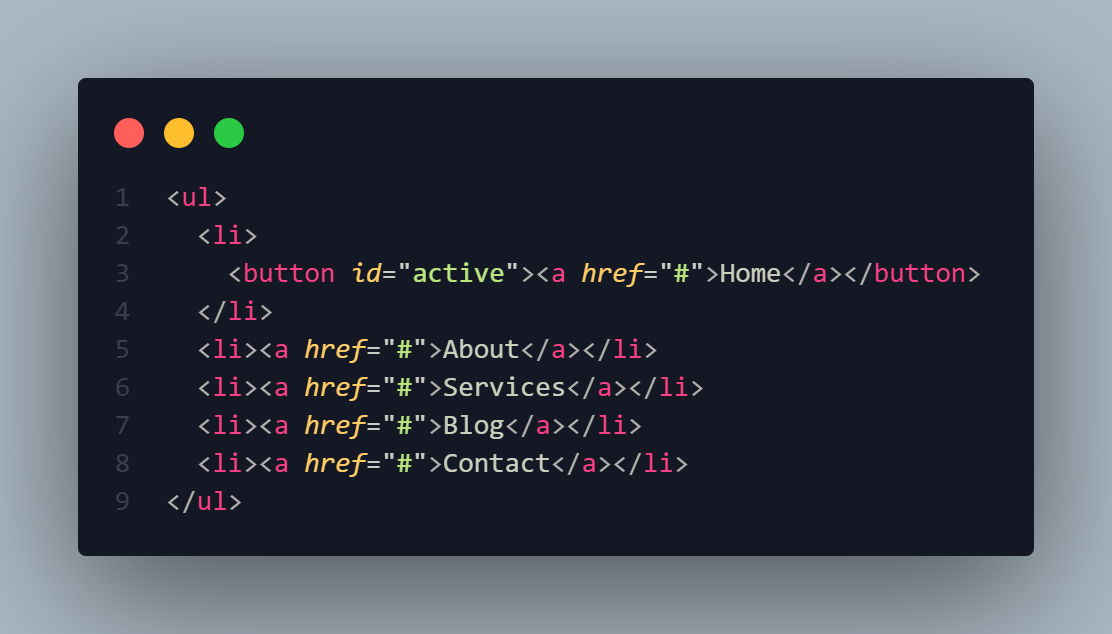 1 <ul>
2   <li>
3     <button id="active"><a href="#">Home</a></button>
4   </li>
5   <li><a href="#">About</a></li>
6   <li><a href="#">Services</a></li>
7   <li><a href="#">Blog</a></li>
8   <li><a href="#">Contact</a></li>
9 </ul>